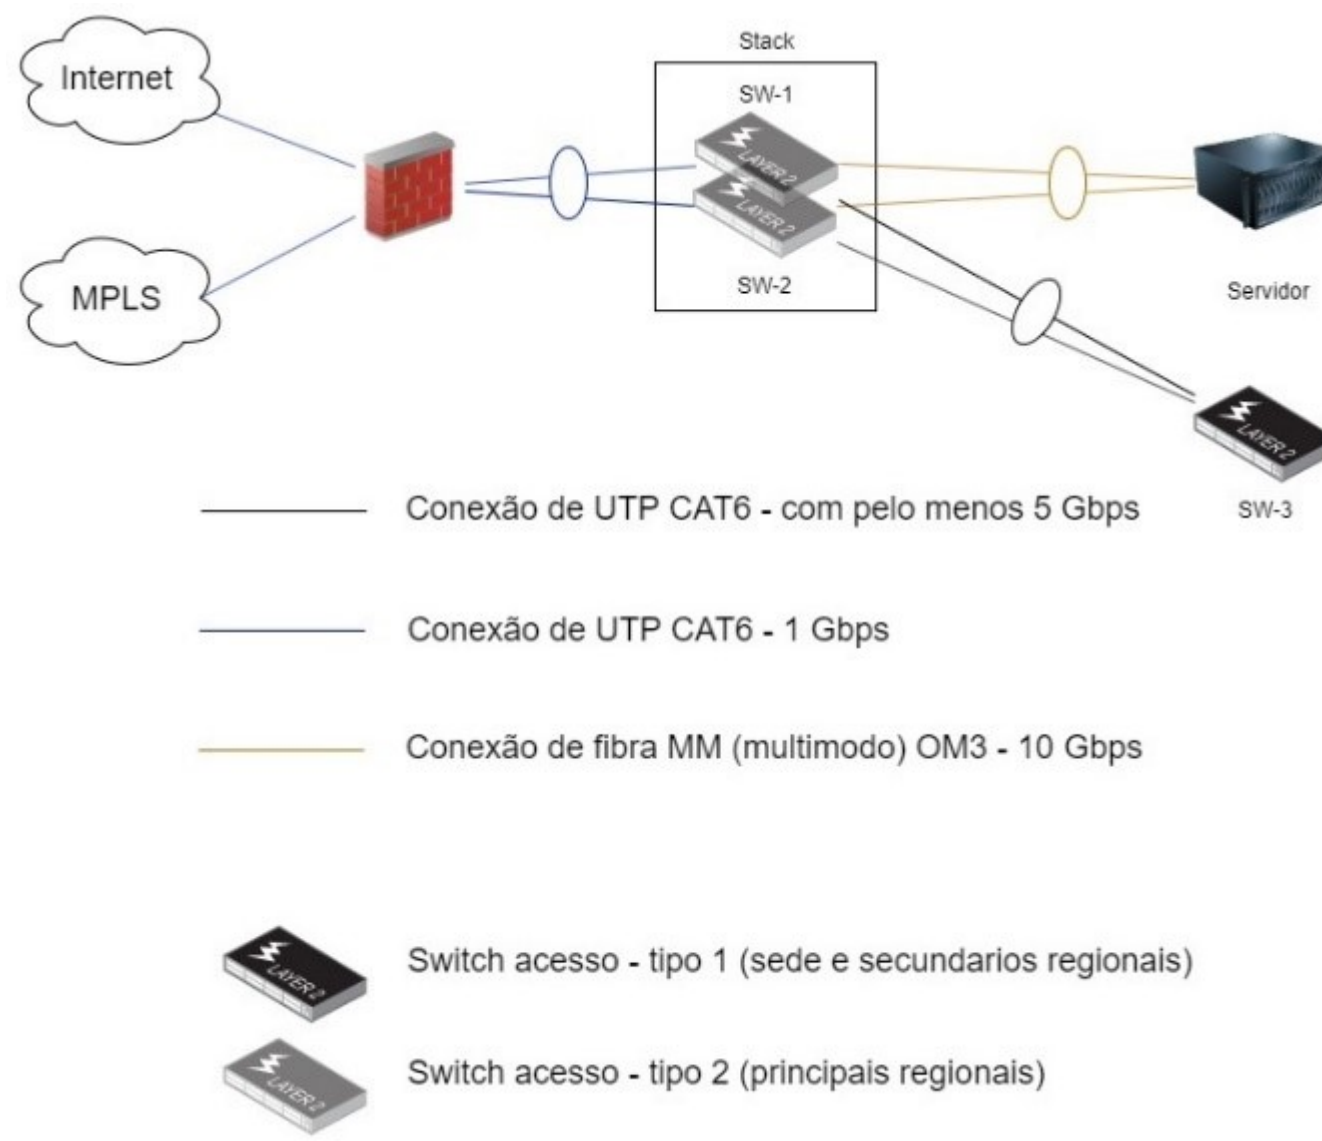 Internet
MPLS
Stack
SW-1
LAYER 2
LAYER 2
SW-2
Servidor
LAYER 2
SW-3
Conexão de UTP CAT6 - com pelo menos 5 Gbps
Conexão de UTP CAT6 - 1 Gbps
Conexão de fibra MM (multimodo) OM3 - 10 Gbps
LAYER 2
Switch acesso - tipo 1 (sede e secundarios regionais)
LAYER 2
Switch acesso - tipo 2 (principais regionais)